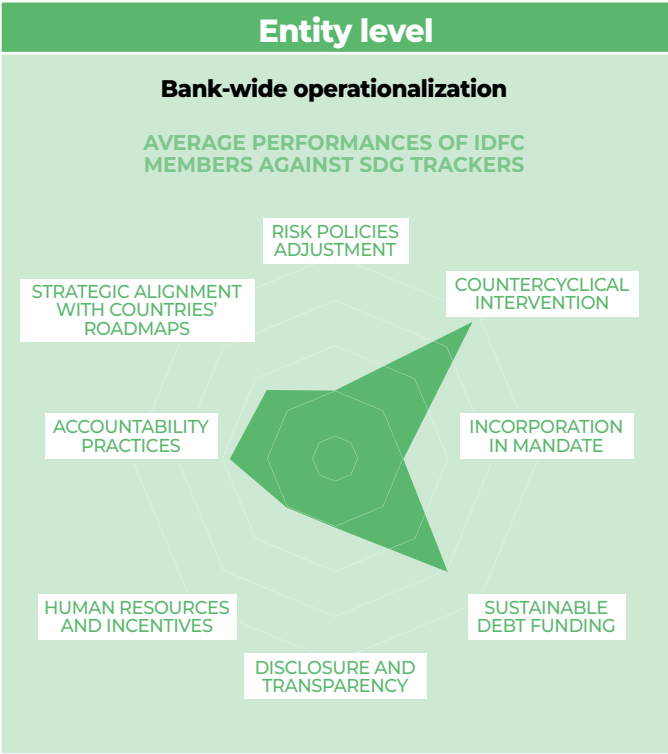 Entity level
Bank-wide operationalization
AVERAGE PERFORMANCES OF IDFC
MEMBERS AGAINST SDG TRACKERS
RISK POLICIES
ADJUSTMENT
COUNTERCYCLICAL
INTERVENTION
STRATEGIC ALIGNMENT
WITH COUNTRIES’
ROADMAPS
ACCOUNTABILITY
PRACTICES
INCORPORATION
IN MANDATE
HUMAN RESOURCES
AND INCENTIVES
SUSTAINABLE
DEBT FUNDING
DISCLOSURE AND
TRANSPARENCY